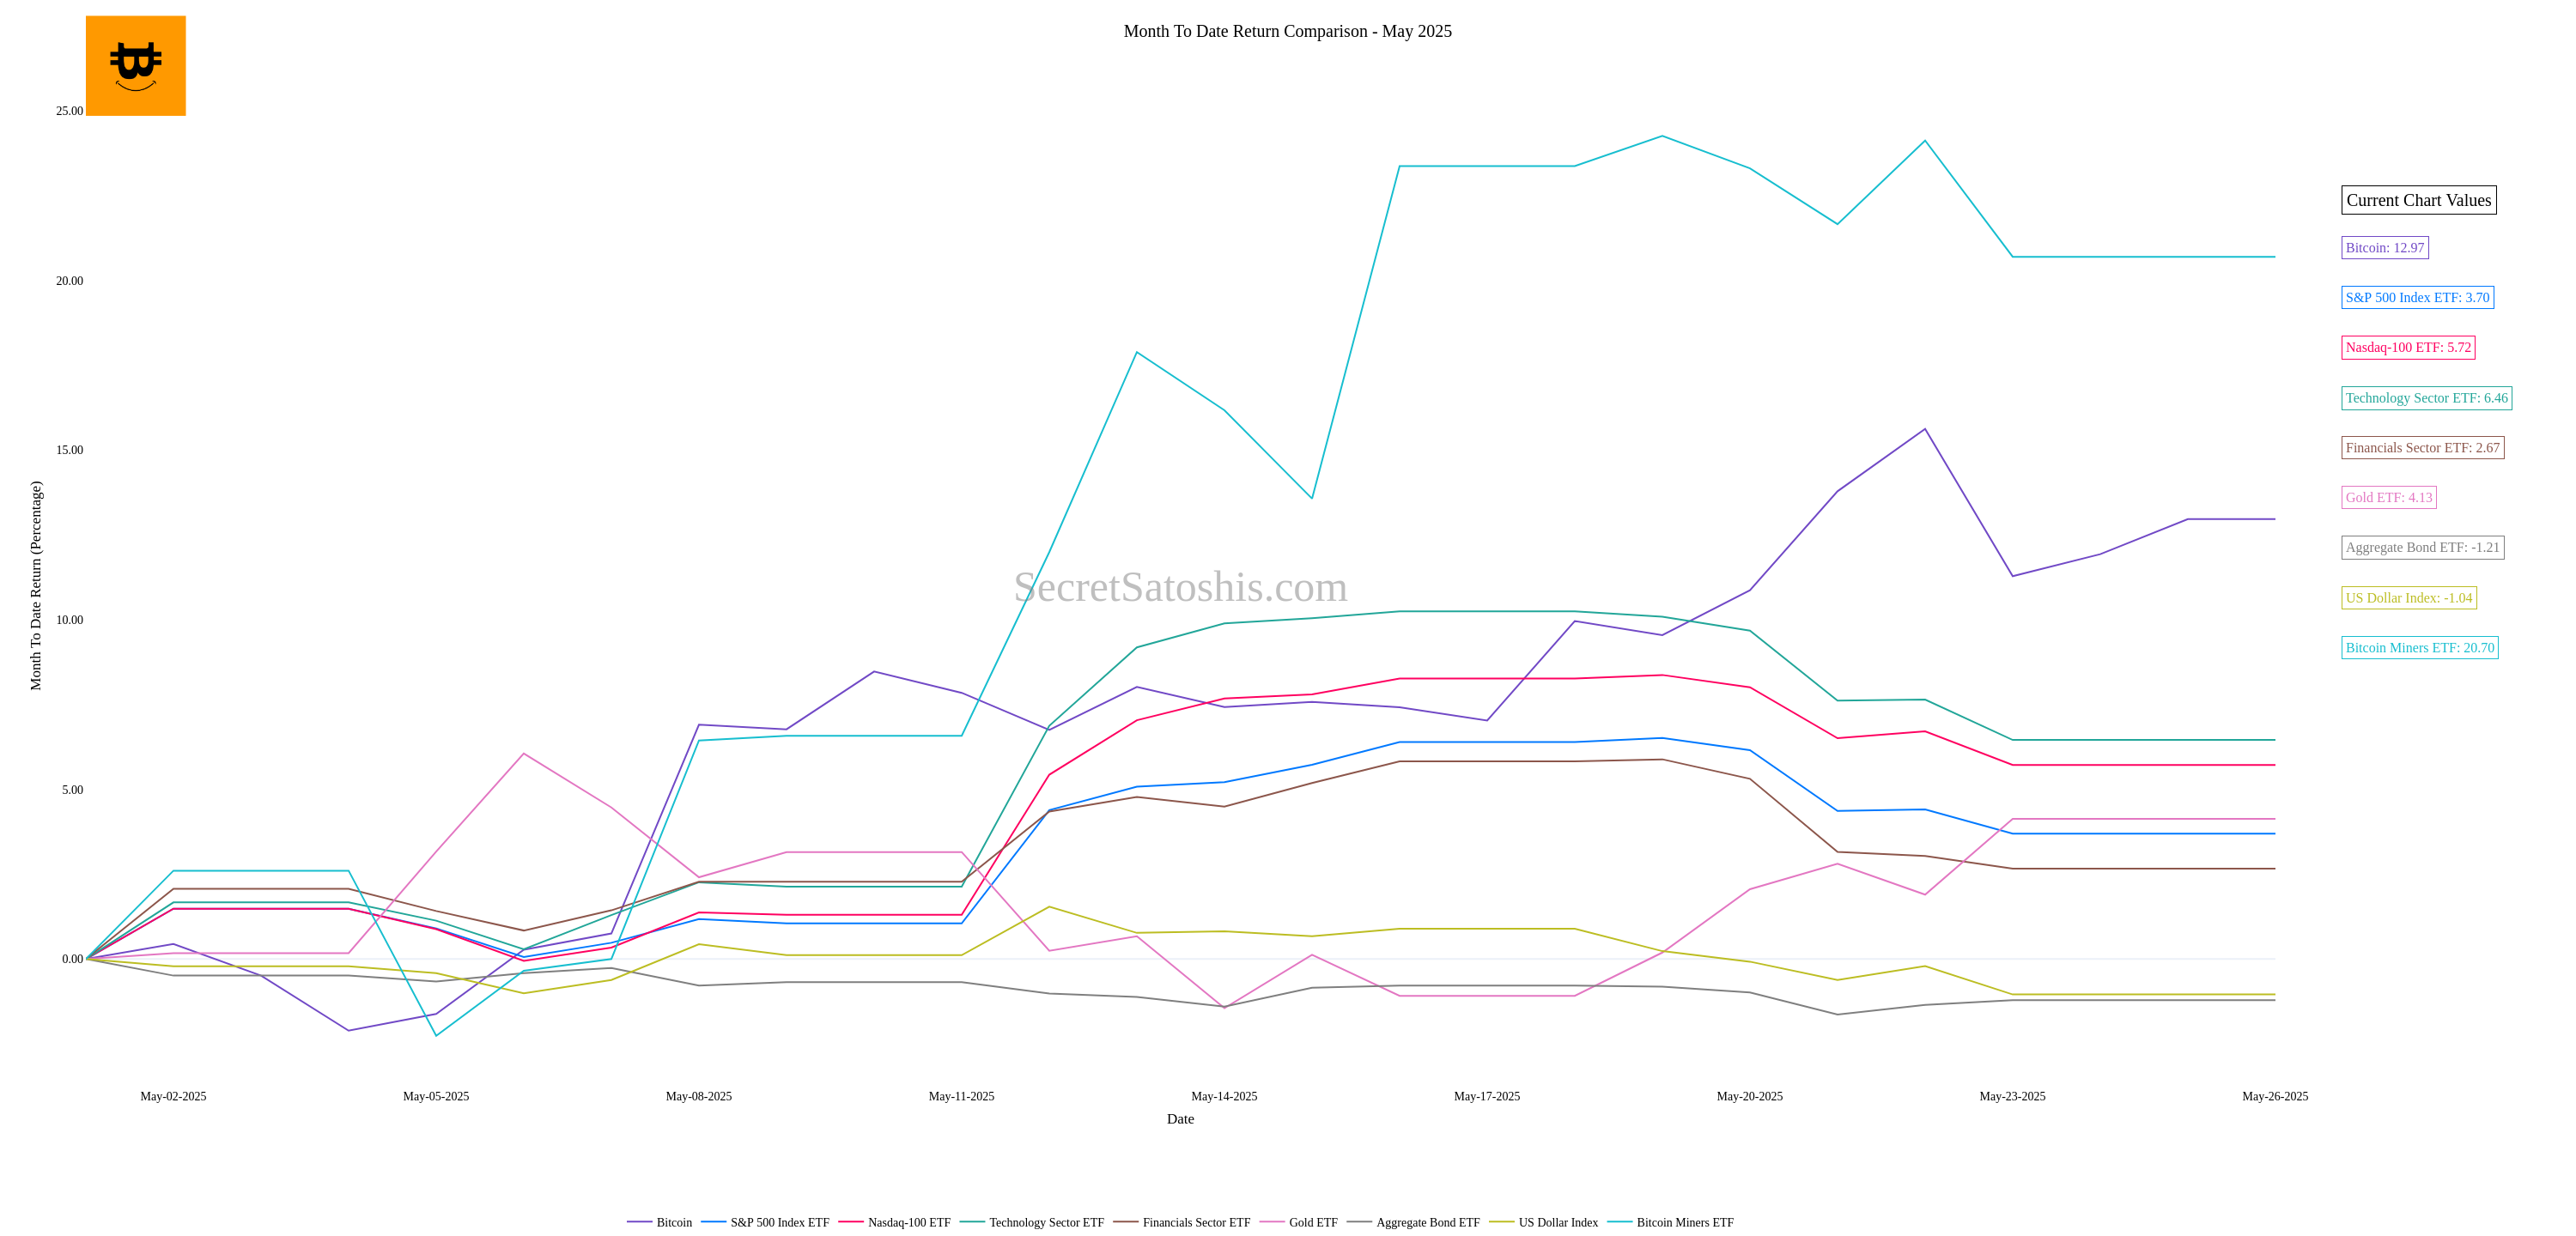 Month To Date Return Comparison - May 2025
25.00
20.00
15.00
10.00
5.00
0.00
Month To Date Return (Percentage)
SecretSatoshis.com
Current Chart Values
Bitcoin: 12.97
S&P 500 Index ETF: 3.70
Nasdaq-100 ETF: 5.72
Technology Sector ETF: 6.46
Financials Sector ETF: 2.67
Gold ETF: 4.13
Aggregate Bond ETF: -1.21
US Dollar Index: -1.04
Bitcoin Miners ETF: 20.70
May-02-2025 May-05-2025 May-08-2025 May-11-2025 May-14-2025 May-17-2025 May-20-2025 May-23-2025 May-26-2025
Date
Bitcoin S&P 500 Index ETF Nasdaq-100 ETF Technology Sector ETF Financials Sector ETF Gold ETF Aggregate Bond ETF US Dollar Index Bitcoin Miners ETF